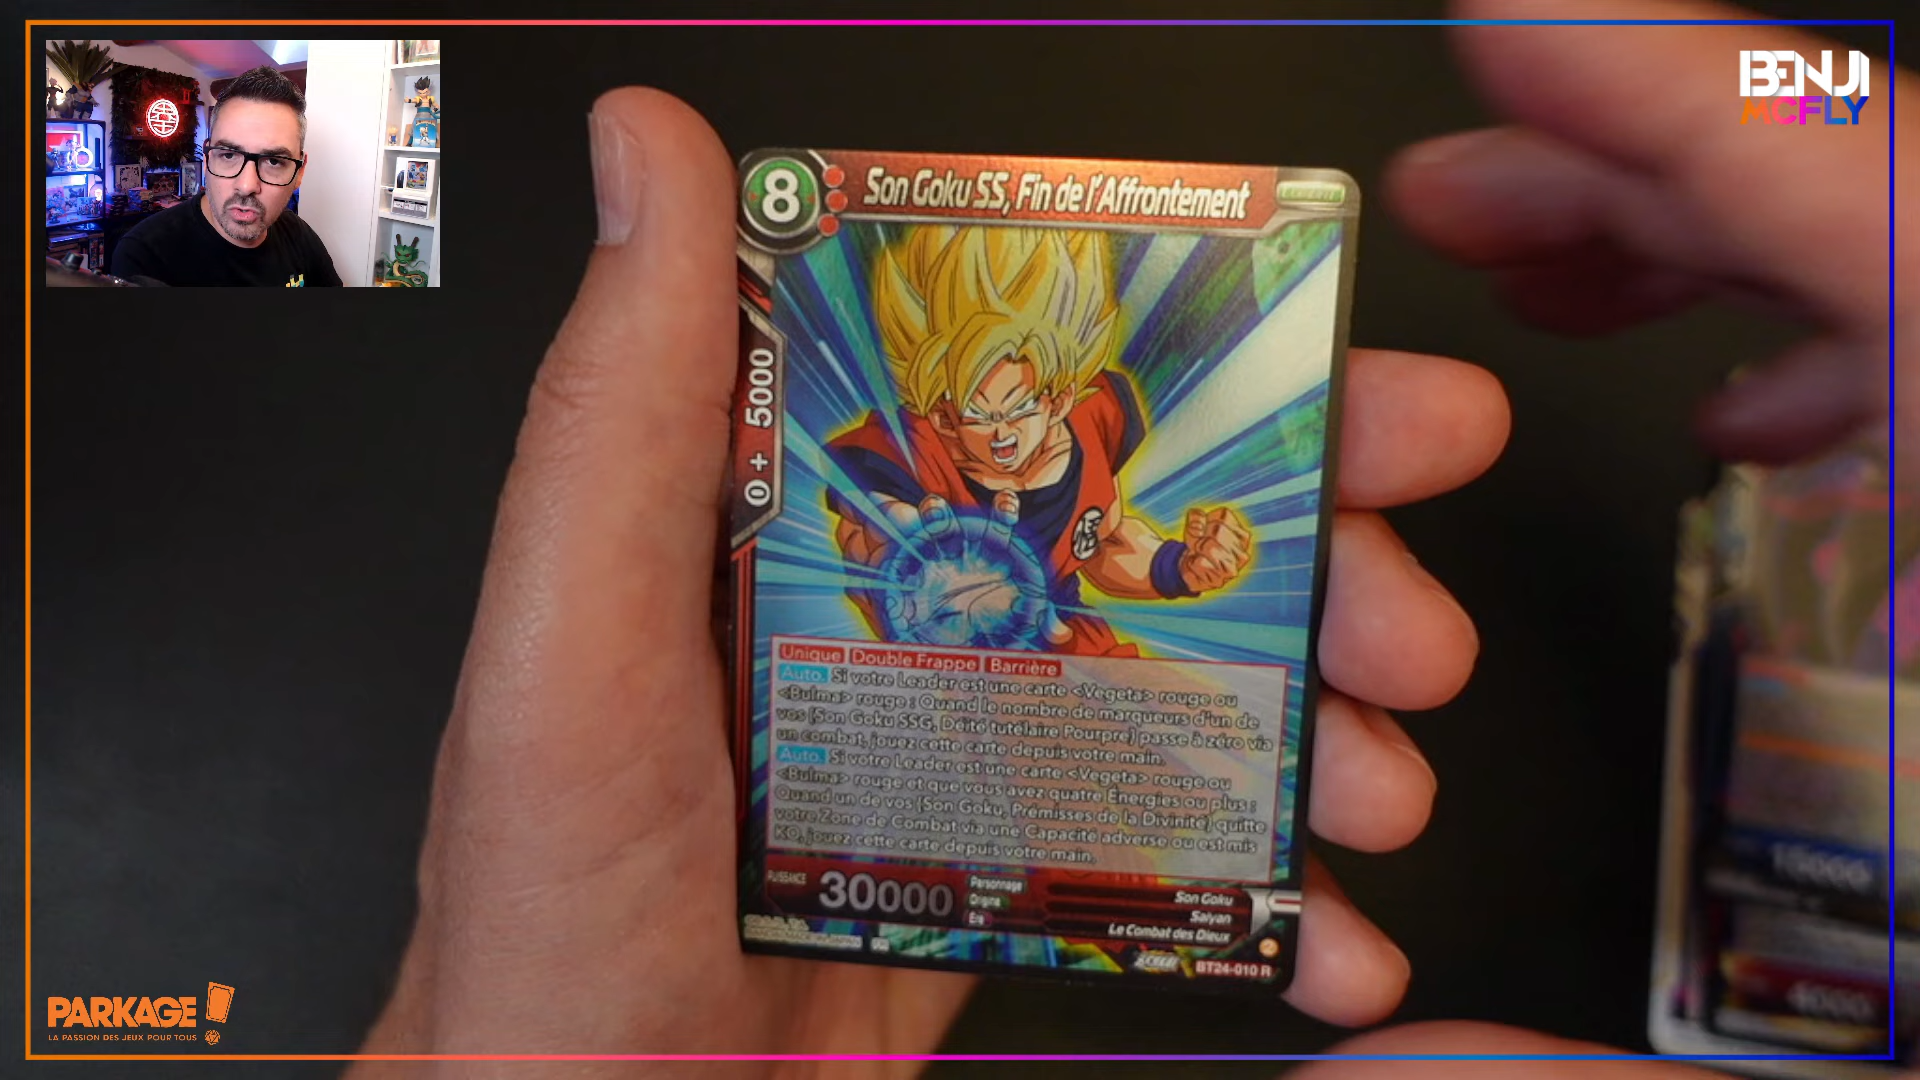 BENJI
MCFLY
8
Son Goku SS, Fin de l'Affrontement
0 + 5000
Unique Double Frappe Barrière
Auto. Si votre Leader est une carte <Vegeta> rouge ou
<Bulma> rouge : Quand le nombre de marqueurs d'un de
vos {Son Goku SSG, Déité tutélaire Pourpre} passe à zéro via
un combat, jouez cette carte depuis votre main.
Auto. Si votre Leader est une carte <Vegeta> rouge ou
<Bulma> rouge et que vous avez quatre Énergies ou plus :
Quand un de vos {Son Goku, Prémisses de la Divinité} quitte
votre Zone de Combat via une Capacité adverse ou est mis
KO, jouez cette carte depuis votre main.
PUISSANCE 30000
Personnage Son Goku
Origine Saiyan
Ère Le Combat des Dieux
BT24-010 R
15000
4000
PARKAGE
LA PASSION DES JEUX POUR TOUS